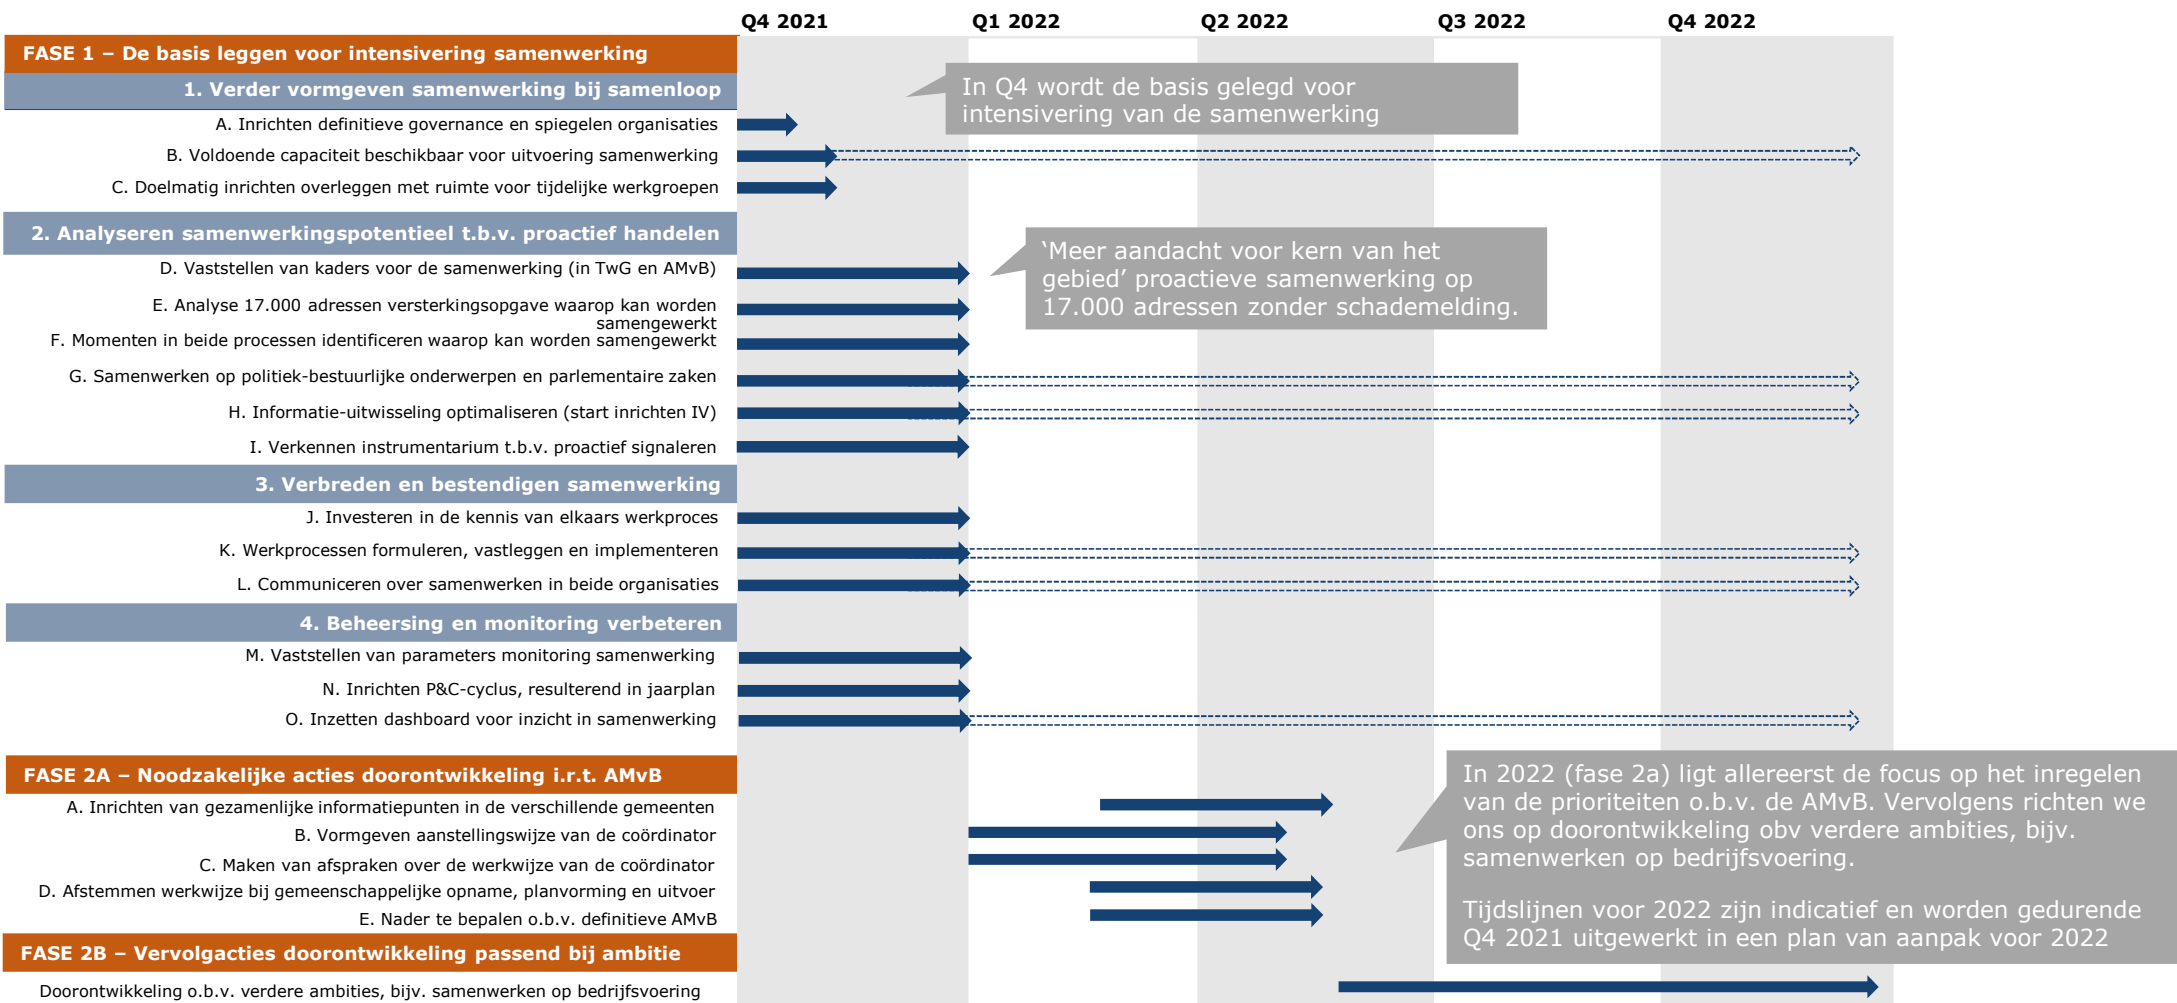 Q4 2021
Q1 2022
Q2 2022
Q3 2022
Q4 2022
FASE 1 – De basis leggen voor intensivering samenwerking
1. Verder vormgeven samenwerking bij samenloop
In Q4 wordt de basis gelegd voor
intensivering van de samenwerking
A. Inrichten definitieve governance en spiegelen organisaties
B. Voldoende capaciteit beschikbaar voor uitvoering samenwerking
C. Doelmatig inrichten overleggen met ruimte voor tijdelijke werkgroepen
2. Analyseren samenwerkingspotentieel t.b.v. proactief handelen
‘Meer aandacht voor kern van het
gebied’ proactieve samenwerking op
17.000 adressen zonder schademelding.
D. Vaststellen van kaders voor de samenwerking (in TwG en AMvB)
E. Analyse 17.000 adressen versterkingsopgave waarop kan worden
samengewerkt
F. Momenten in beide processen identificeren waarop kan worden samengewerkt
G. Samenwerken op politiek-bestuurlijke onderwerpen en parlementaire zaken
H. Informatie-uitwisseling optimaliseren (start inrichten IV)
I. Verkennen instrumentarium t.b.v. proactief signaleren
3. Verbreden en bestendigen samenwerking
J. Investeren in de kennis van elkaars werkproces
K. Werkprocessen formuleren, vastleggen en implementeren
L. Communiceren over samenwerken in beide organisaties
4. Beheersing en monitoring verbeteren
M. Vaststellen van parameters monitoring samenwerking
N. Inrichten P&C-cyclus, resulterend in jaarplan
O. Inzetten dashboard voor inzicht in samenwerking
FASE 2A – Noodzakelijke acties doorontwikkeling i.r.t. AMvB
In 2022 (fase 2a) ligt allereerst de focus op het inregelen
van de prioriteiten o.b.v. de AMvB. Vervolgens richten we
ons op doorontwikkeling obv verdere ambities, bijv.
samenwerken op bedrijfsvoering.
Tijdslijnen voor 2022 zijn indicatief en worden gedurende
Q4 2021 uitgewerkt in een plan van aanpak voor 2022
A. Inrichten van gezamenlijke informatiepunten in de verschillende gemeenten
B. Vormgeven aanstellingswijze van de coördinator
C. Maken van afspraken over de werkwijze van de coördinator
D. Afstemmen werkwijze bij gemeenschappelijke opname, planvorming en uitvoer
E. Nader te bepalen o.b.v. definitieve AMvB
FASE 2B – Vervolgacties doorontwikkeling passend bij ambitie
Doorontwikkeling o.b.v. verdere ambities, bijv. samenwerken op bedrijfsvoering